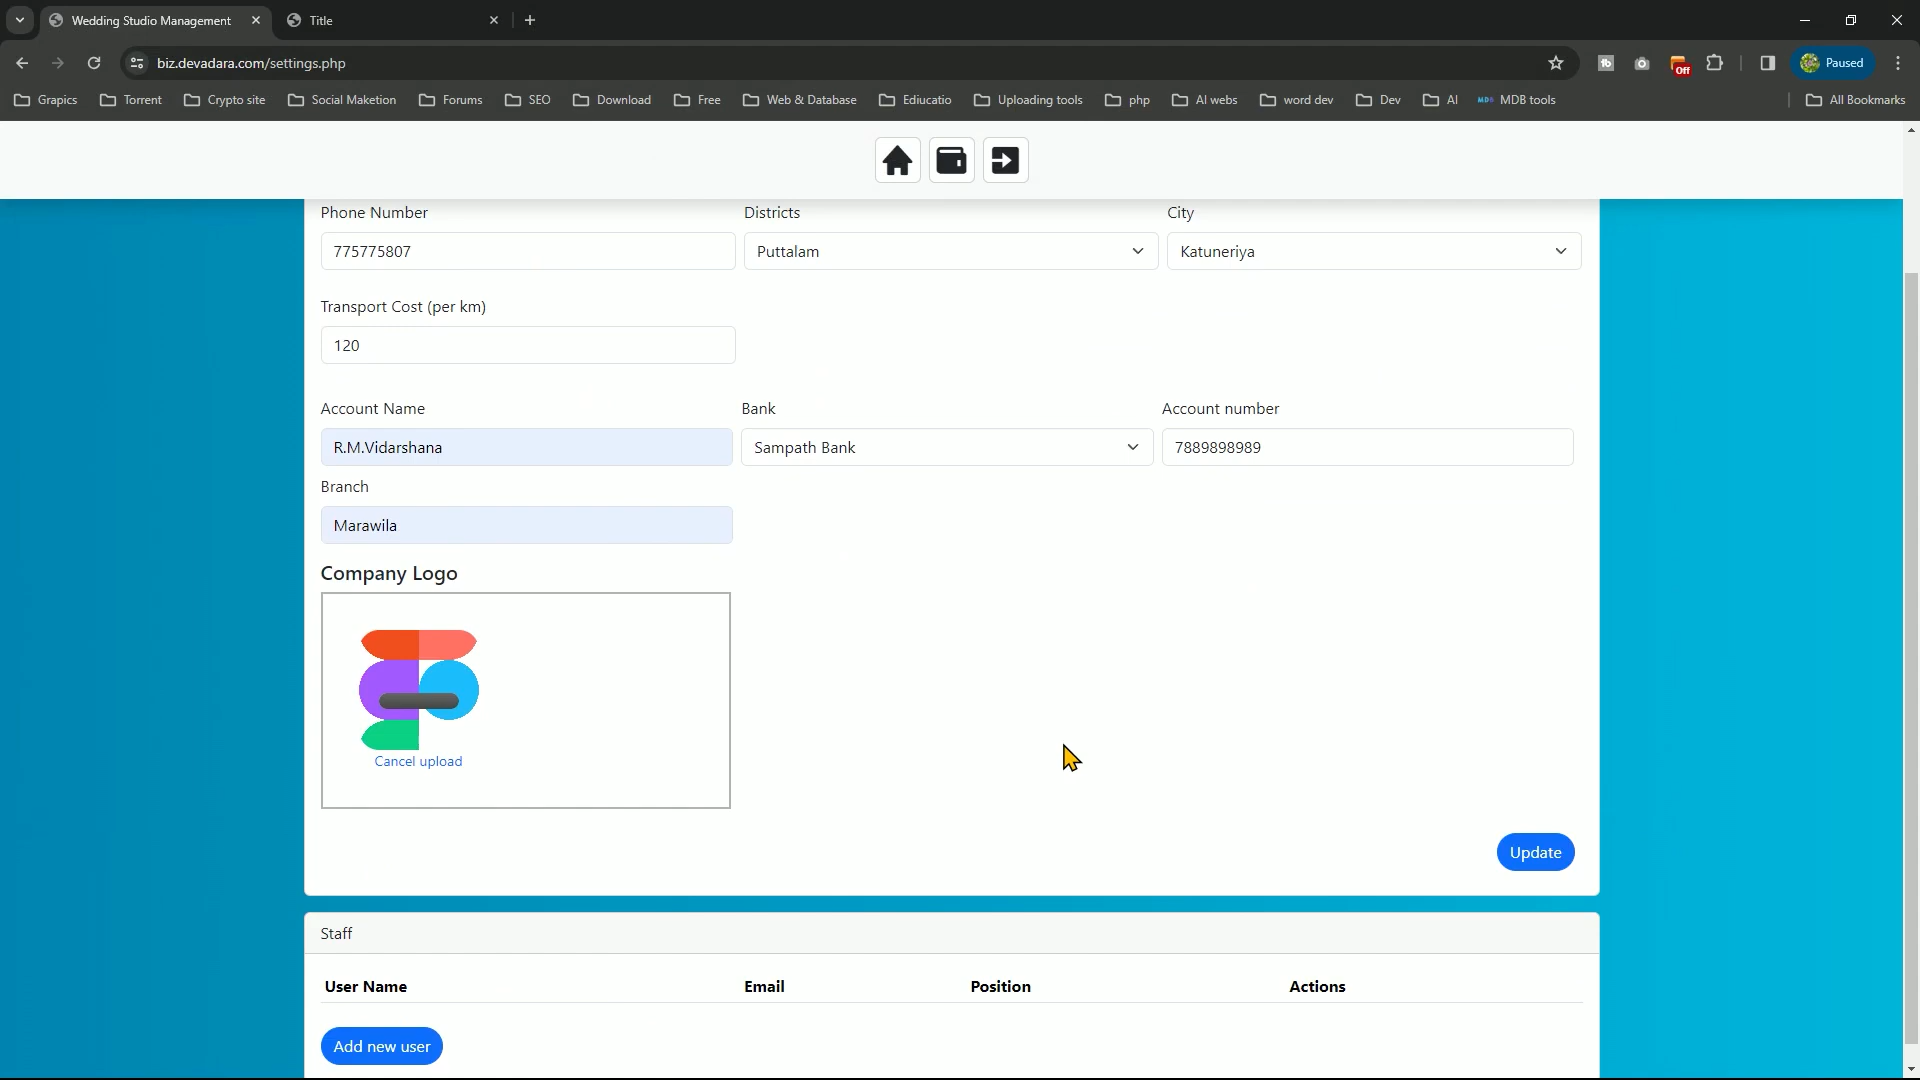 Wedding Studio Management
Title
biz.devadara.com/settings.php
Off
Paused
Grapics
Torrent
Crypto site
Social Maketion
Forums
SEO
Download
Free
Web & Database
Ediucatio
Uploading tools
php
AI webs
word dev
Dev
AI
MDB tools
All Bookmarks
Phone Number
Districts
City
775775807
Puttalam
Katuneriya
Transport Cost (per km)
120
Account Name
Bank
Account number
R.M.Vidarshana
Sampath Bank
7889898989
Branch
Marawila
Company Logo
Cancel upload
Update
Staff
User Name
Email
Position
Actions
Add new user